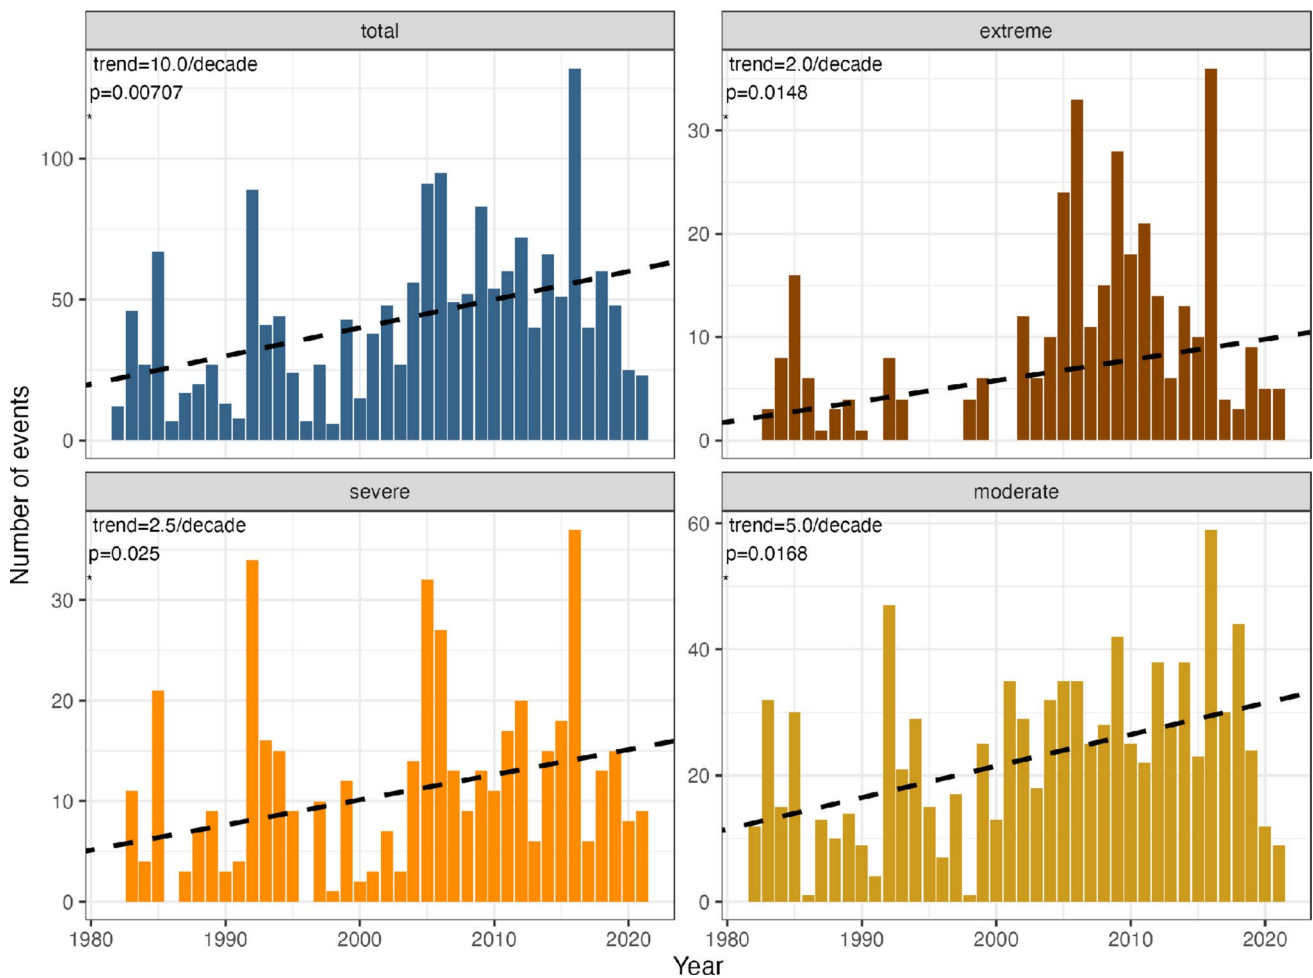 total
trend=10.0/decade
p=0.00707
*
100
50
0
extreme
trend=2.0/decade
p=0.0148
*
30
20
10
0
Number of events
severe
trend=2.5/decade
p=0.025
*
30
20
10
0
1980 1990 2000 2010 2020
moderate
trend=5.0/decade
p=0.0168
*
60
40
20
0
1980 1990 2000 2010 2020
Year